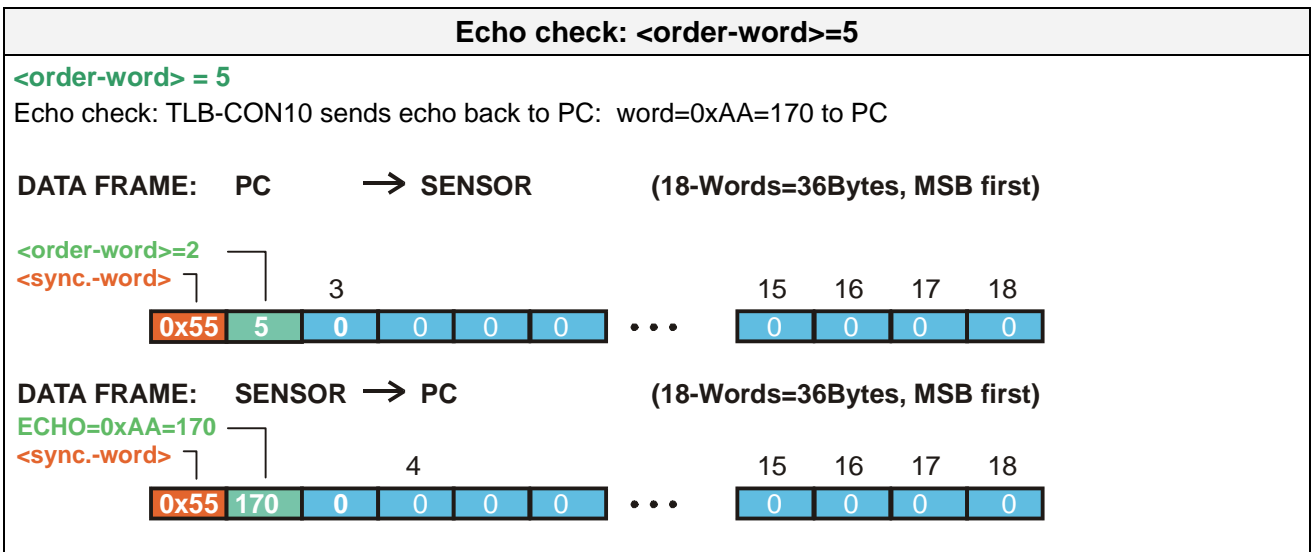 Echo check: <order-word>=5
<order-word> = 5
Echo check: TLB-CON10 sends echo back to PC: word=0xAA=170 to PC
DATA FRAME: PC → SENSOR (18-Words=36Bytes, MSB first)
<order-word>=2
<sync.-word>
3 15 16 17 18
0x55 5 0 0 0 0 • • • 0 0 0 0
DATA FRAME: SENSOR → PC (18-Words=36Bytes, MSB first)
ECHO=0xAA=170
<sync.-word>
4 15 16 17 18
0x55 170 0 0 0 0 • • • 0 0 0 0